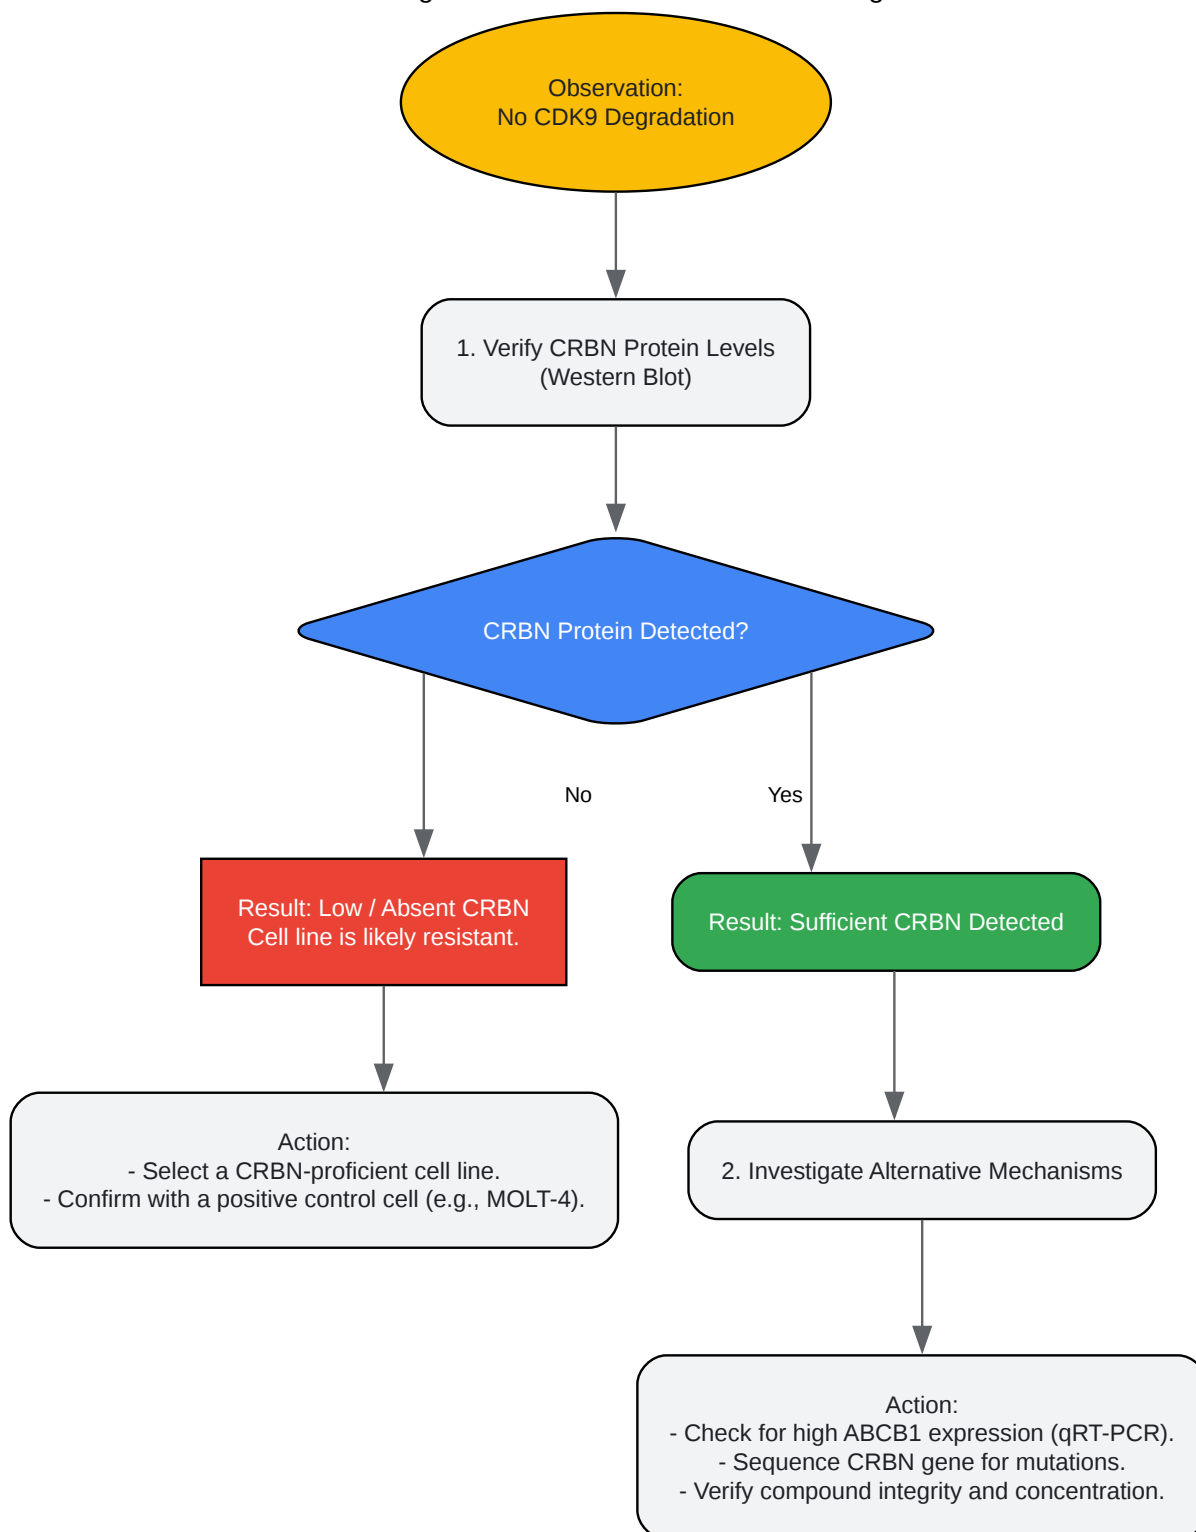 Observation:
No CDK9 Degradation
1. Verify CRBN Protein Levels
(Western Blot)
CRBN Protein Detected?
No
Yes
Result: Low / Absent CRBN
Cell line is likely resistant.
Result: Sufficient CRBN Detected
Action:
- Select a CRBN-proficient cell line.
- Confirm with a positive control cell (e.g., MOLT-4).
2. Investigate Alternative Mechanisms
Action:
- Check for high ABCB1 expression (qRT-PCR).
- Sequence CRBN gene for mutations.
- Verify compound integrity and concentration.